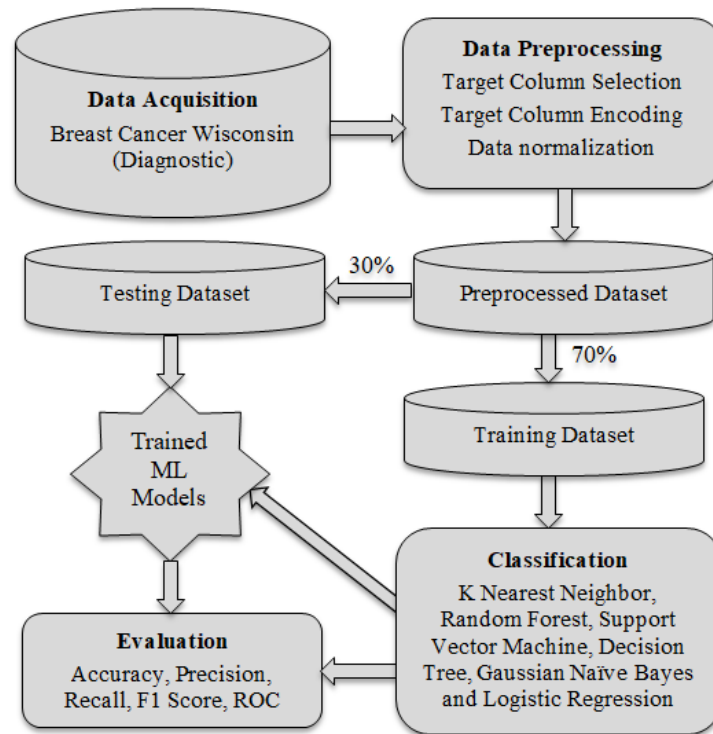 Data Acquisition
Breast Cancer Wisconsin
(Diagnostic)
Data Preprocessing
Target Column Selection
Target Column Encoding
Data normalization
30%
Testing Dataset
Preprocessed Dataset
70%
Training Dataset
Trained
ML
Models
Classification
K Nearest Neighbor,
Random Forest, Support
Vector Machine, Decision
Tree, Gaussian Naïve Bayes
and Logistic Regression
Evaluation
Accuracy, Precision,
Recall, F1 Score, ROC